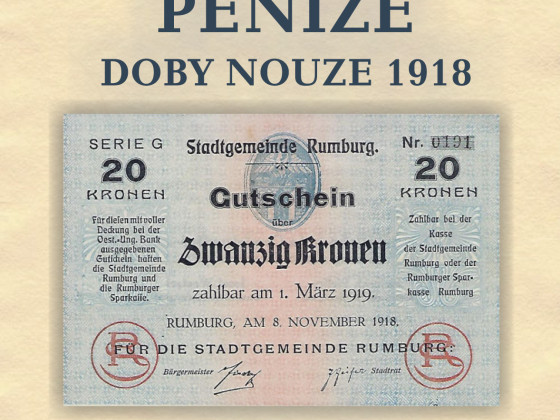 PENÍZE
DOBY NOUZE 1918
SERIE G
20
KRONEN
Für diesen mit voller
Deckung bei der
Oest.-Ung. Bank
ausgegebenen
Gutschein haften
die Stadtgemeinde
Rumburg und
die Rumburger
Sparkasse.
Stadtgemeinde Rumburg.
Gutschein
über
Zwanzig Kronen
zahlbar am 1. März 1919.
Nr. 0191
20
KRONEN
Zahlbar bei der
Kasse
der Stadtgemeinde
Rumburg oder der
Rumburger Spar-
kasse Rumburg
RUMBURG, AM 8. NOVEMBER 1918.
FÜR DIE STADTGEMEINDE RUMBURG:
Bürgermeister
Stadtrat